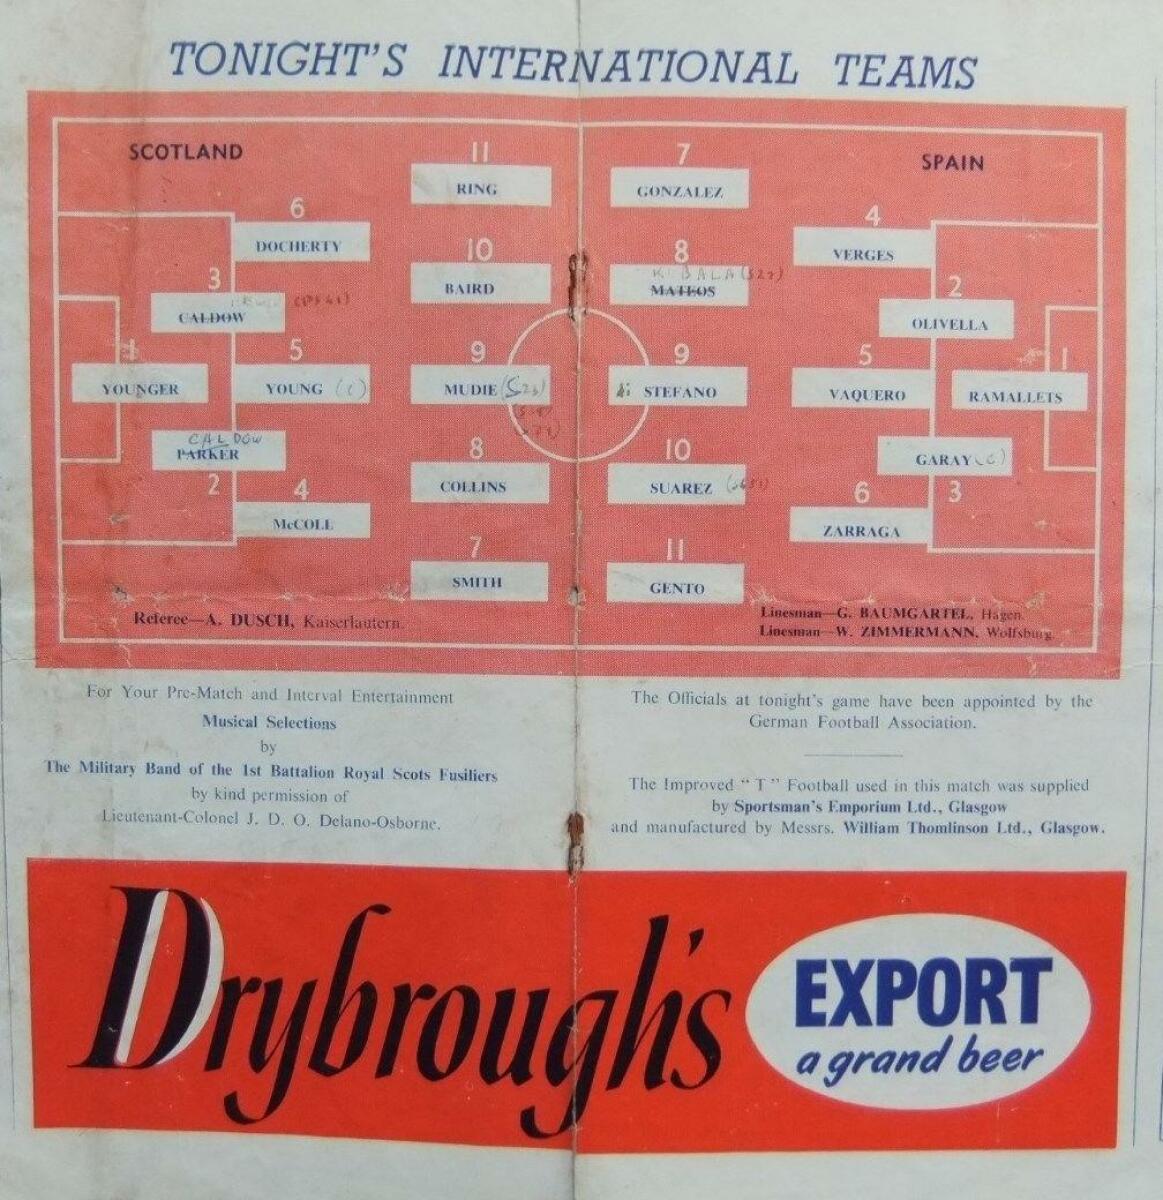 TONIGHT'S INTERNATIONAL TEAMS
SCOTLAND
1
YOUNGER
3
CALDOW
CALDOW
PARKER
2
6
DOCHERTY
5
YOUNG (C)
4
McCOLL
11
RING
10
BAIRD
9
MUDIE
8
COLLINS
7
SMITH
Referee—A. DUSCH, Kaiserlautern.
SPAIN
7
GONZALEZ
8
KUBALA
MATEOS
9
di STEFANO
10
SUAREZ
11
GENTO
4
VERGES
5
VAQUERO
6
ZARRAGA
2
OLIVELLA
GARAY (C)
3
1
RAMALLETS
Linesman—G. BAUMGARTEL, Hagen.
Linesman—W. ZIMMERMANN, Wolfsburg.
For Your Pre-Match and Interval Entertainment
Musical Selections
by
The Military Band of the 1st Battalion Royal Scots Fusiliers
by kind permission of
Lieutenant-Colonel J. D. O. Delano-Osborne.
The Officials at tonight's game have been appointed by the
German Football Association.
The Improved "T" Football used in this match was supplied
by Sportsman's Emporium Ltd., Glasgow
and manufactured by Messrs. William Thomlinson Ltd., Glasgow.
Drybrough's
EXPORT
a grand beer